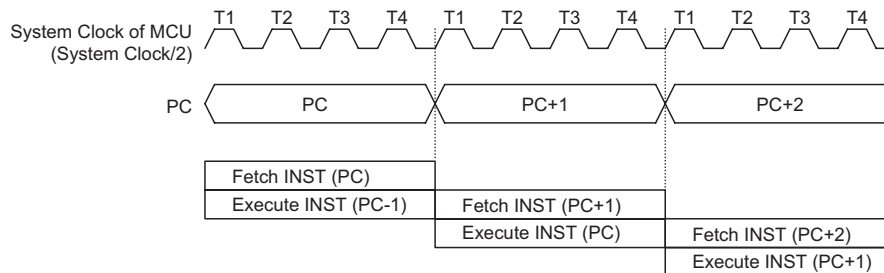 T1 T2 T3 T4 T1 T2 T3 T4 T1 T2 T3 T4
System Clock of MCU
(System Clock/2)
PC PC PC+1 PC+2
Fetch INST (PC)
Execute INST (PC-1) Fetch INST (PC+1)
Execute INST (PC) Fetch INST (PC+2)
Execute INST (PC+1)